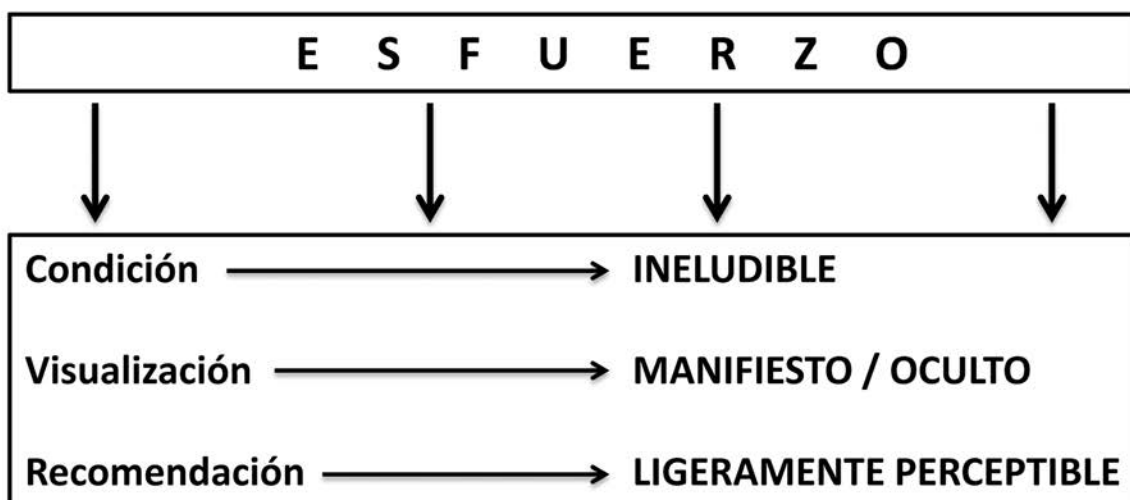 E S F U E R Z O
Condición INELUDIBLE
Visualización MANIFIESTO / OCULTO
Recomendación LIGERAMENTE PERCEPTIBLE